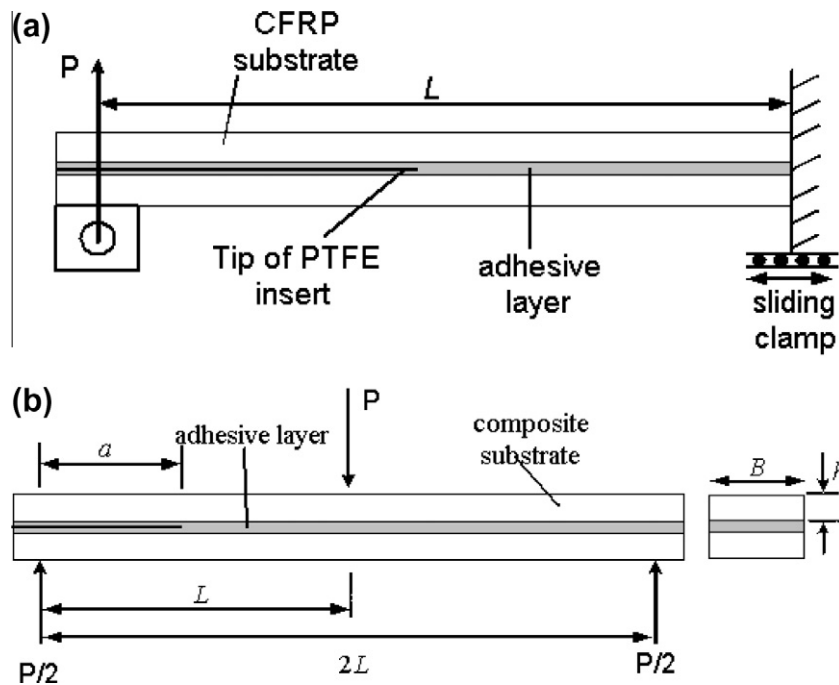 (a)
CFRP
substrate
P
L
Tip of PTFE
insert
adhesive
layer
sliding
clamp
(b)
P
a
adhesive layer
composite
substrate
B
L
P/2
2L
P/2